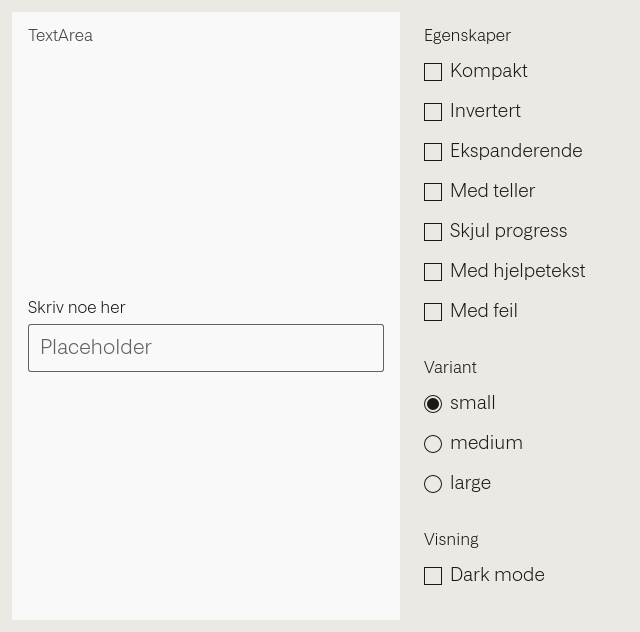 TextArea
Skriv noe her
Placeholder
Egenskaper
Kompakt
Invertert
Ekspanderende
Med teller
Skjul progress
Med hjelpetekst
Med feil
Variant
small
medium
large
Visning
Dark mode